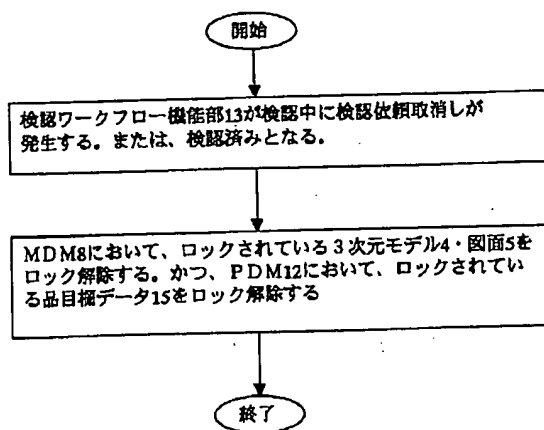 開始
検認ワークフロー機能部13が検認中に検認依頼取消しが
発生する。または、検認済みとなる。
MDM8において、ロックされている3次元モデル4・図面5を
ロック解除する。かつ、PDM12において、ロックされてい
る品目欄データ15をロック解除する
終了